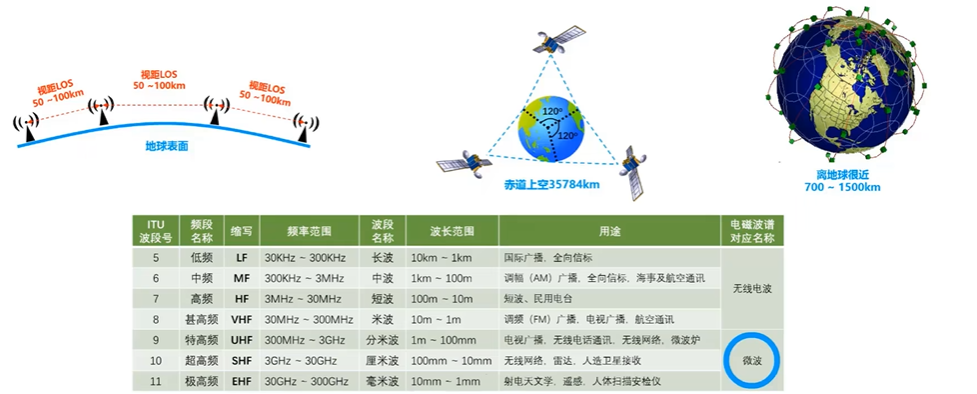 视距LOS
50 ~100km
视距LOS
50 ~100km
视距LOS
50 ~100km
地球表面
120º
120º
赤道上空35784km
离地球很近
700 ~ 1500km
ITU 波段号 频段名称 缩写 频率范围 波段名称 波长范围 用途 电磁波谱对应名称
5 低频 LF 30KHz ~ 300KHz 长波 10km ~ 1km 国际广播、全向信标
6 中频 MF 300KHz ~ 3MHz 中波 1km ~ 100m 调幅（AM）广播、全向信标、海事及航空通讯
7 高频 HF 3MHz ~ 30MHz 短波 100m ~ 10m 短波、民用电台
8 甚高频 VHF 30MHz ~ 300MHz 米波 10m ~ 1m 调频（FM）广播、电视广播、航空通讯
无线电波
9 特高频 UHF 300MHz ~ 3GHz 分米波 1m ~ 100mm 电视广播、无线电话通讯、无线网络、微波炉
10 超高频 SHF 3GHz ~ 30GHz 厘米波 100mm ~ 10mm 无线网络、雷达、人造卫星接收
11 极高频 EHF 30GHz ~ 300GHz 毫米波 10mm ~ 1mm 射电天文学、遥感、人体扫描安检仪
微波